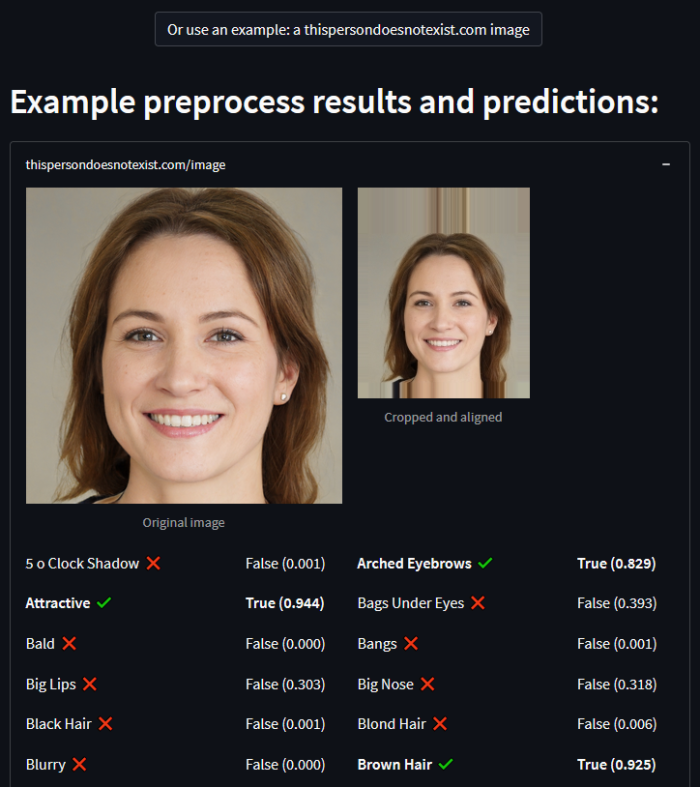 Or use an example: a thispersondoesnotexist.com image
Example preprocess results and predictions:
thispersondoesnotexist.com/image
Cropped and aligned
Original image
5 o Clock Shadow ❌ False (0.001) Arched Eyebrows ✓ True (0.829)
Attractive ✓ True (0.944) Bags Under Eyes ❌ False (0.393)
Bald ❌ False (0.000) Bangs ❌ False (0.001)
Big Lips ❌ False (0.303) Big Nose ❌ False (0.318)
Black Hair ❌ False (0.001) Blond Hair ❌ False (0.006)
Blurry ❌ False (0.000) Brown Hair ✓ True (0.925)